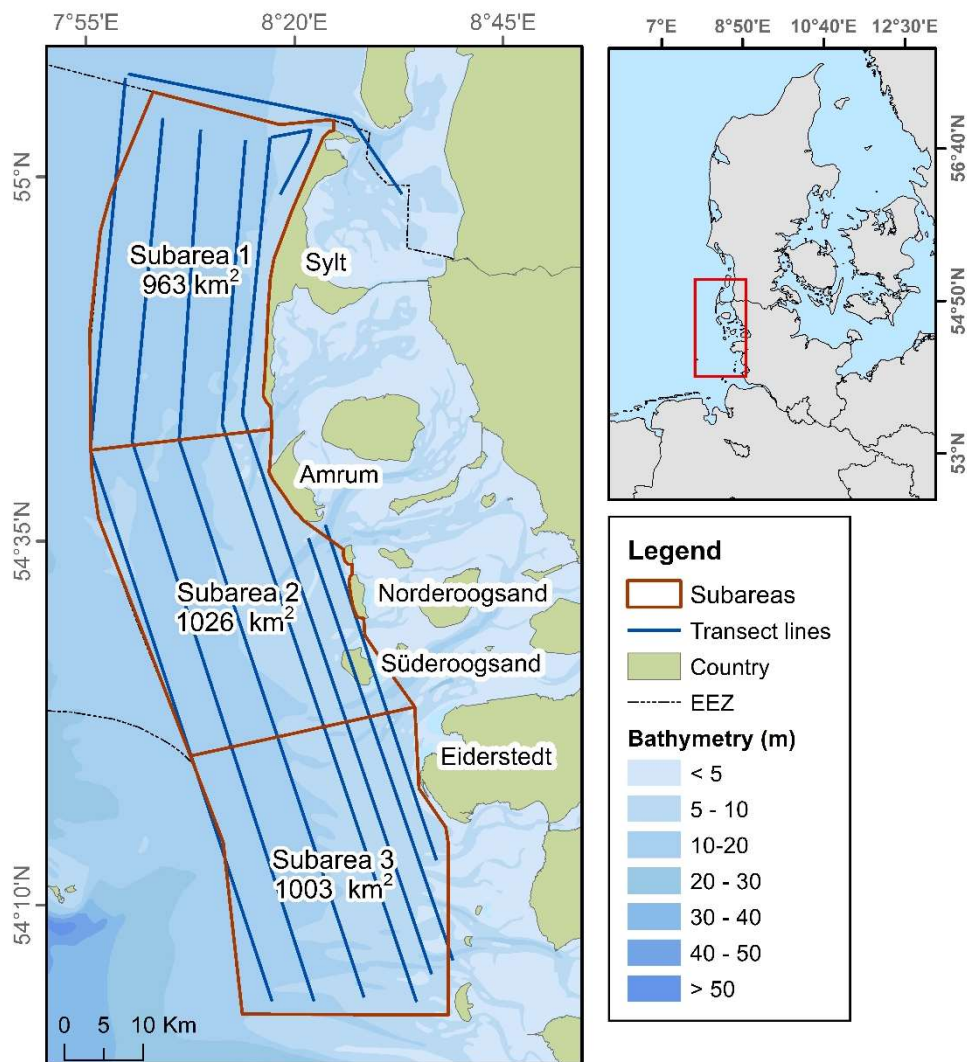 7°55'E 8°20'E 8°45'E
55°N
54°35'N
54°10'N
Subarea 1
963 km²
Sylt
Amrum
Subarea 2
1026 km²
Norderoogsand
Süderoogsand
Eiderstedt
Subarea 3
1003 km²
0 5 10 Km
7°E 8°50'E 10°40'E 12°30'E
56°40'N
54°50'N
53°N
Legend
Subareas
Transect lines
Country
EEZ
Bathymetry (m)
< 5
5 - 10
10-20
20 - 30
30 - 40
40 - 50
> 50